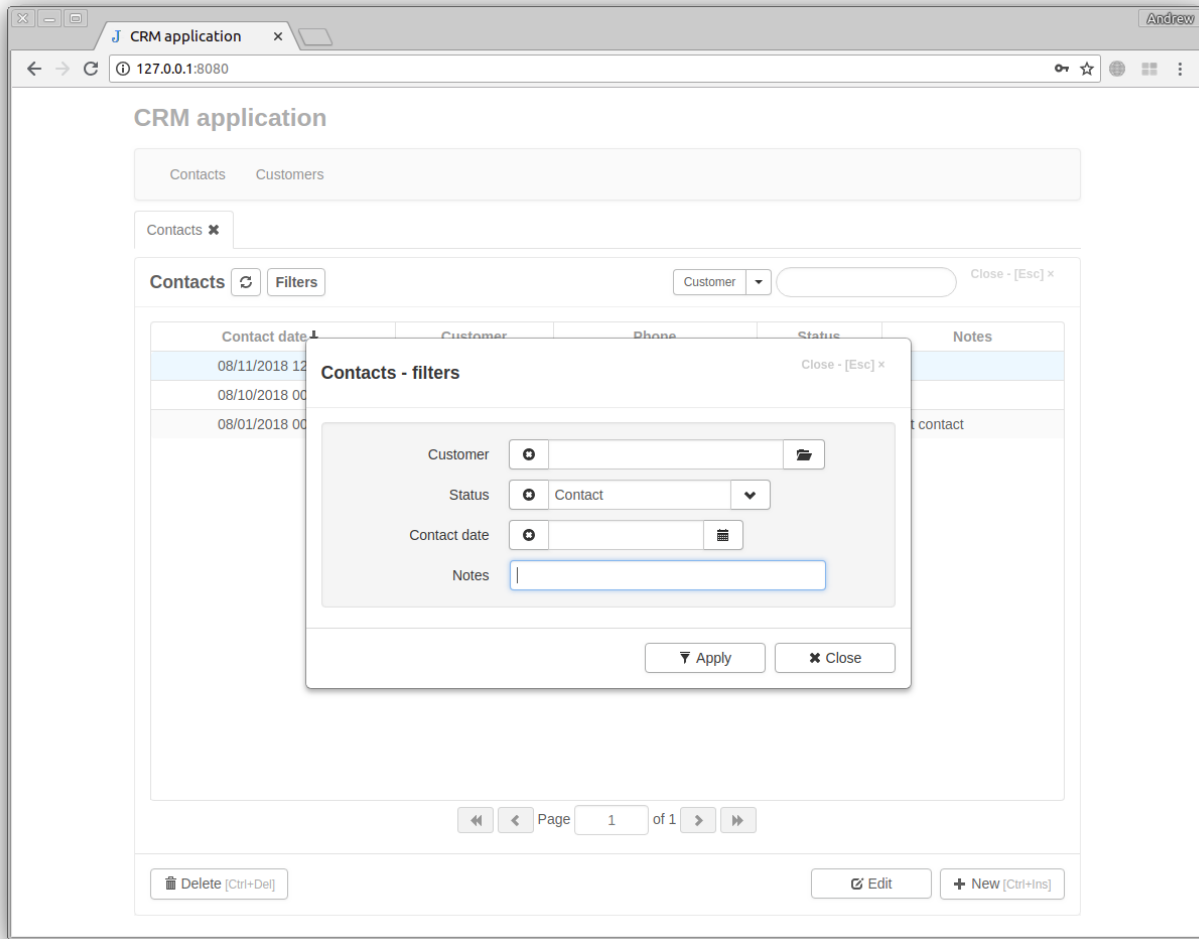 Andrew
CRM application
127.0.0.1:8080
CRM application
Contacts Customers
Contacts
Contacts Filters Customer Close - [Esc] ×
Contact date Customer Phone Status Notes
08/11/2018 12
08/10/2018 00
08/01/2018 00 t contact
Contacts - filters Close - [Esc] ×
Customer
Status Contact
Contact date
Notes
Apply Close
Page 1 of 1
Delete [Ctrl+Del] Edit New [Ctrl+Ins]